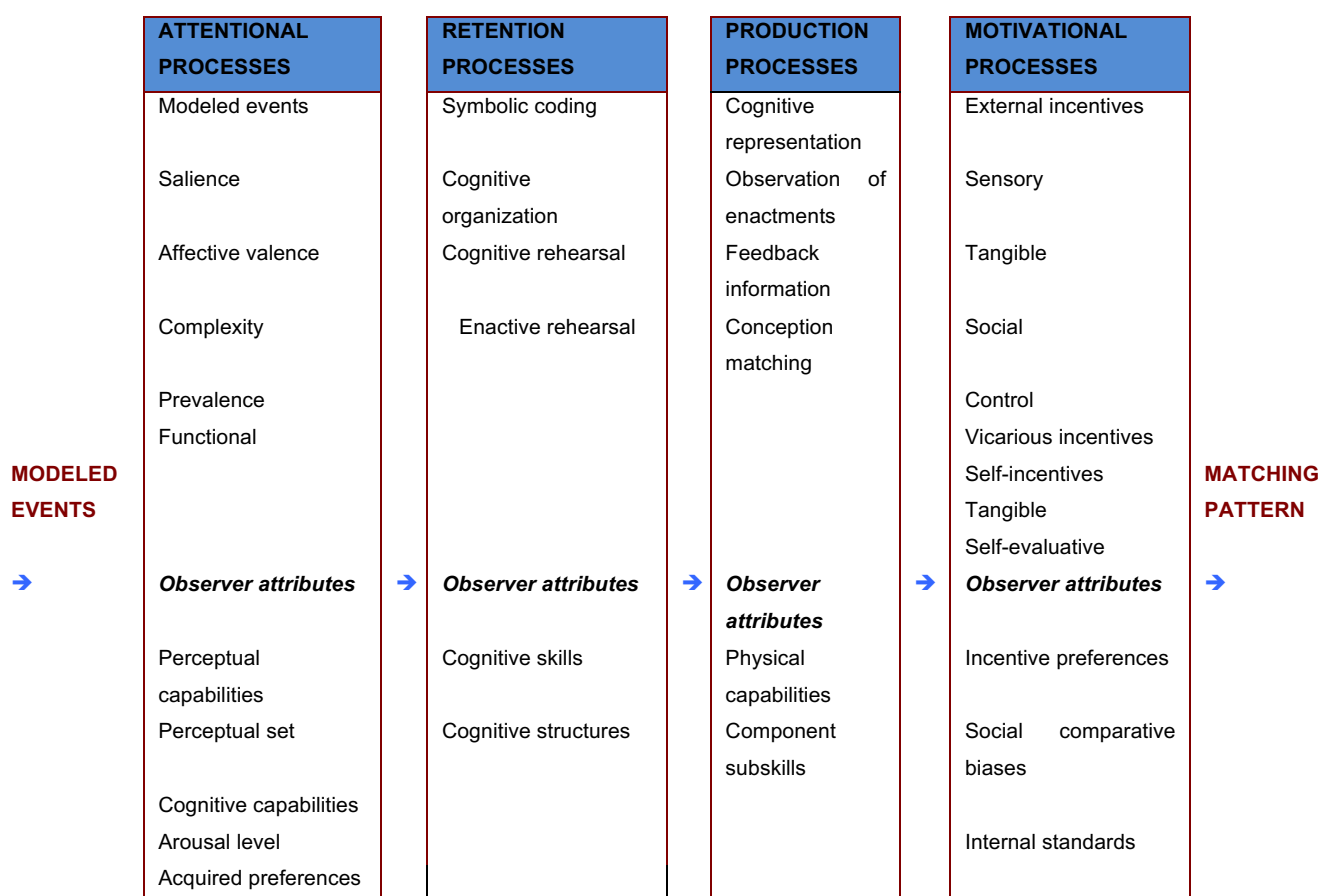 ATTENTIONAL
PROCESSES
Modeled events
Salience
Affective valence
Complexity
Prevalence
Functional
Observer attributes
Perceptual
capabilities
Perceptual set
Cognitive capabilities
Arousal level
Acquired preferences
RETENTION
PROCESSES
Symbolic coding
Cognitive
organization
Cognitive rehearsal
Enactive rehearsal
Observer attributes
Cognitive skills
Cognitive structures
PRODUCTION
PROCESSES
Cognitive
representation
Observation of
enactments
Feedback
information
Conception
matching
Observer
attributes
Physical
capabilities
Component
subskills
MOTIVATIONAL
PROCESSES
External incentives
Sensory
Tangible
Social
Control
Vicarious incentives
Self-incentives
Tangible
Self-evaluative
Observer attributes
Incentive preferences
Social comparative
biases
Internal standards
MODELED
EVENTS
➔
➔
➔
➔
MATCHING
PATTERN
➔